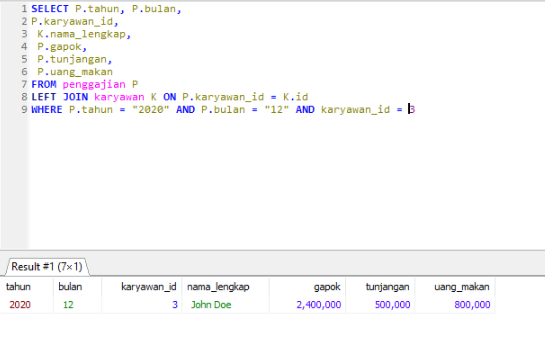 1 SELECT P.tahun, P.bulan,
2 P.karyawan_id,
3 K.nama_lengkap,
4 P.gapok,
5 P.tunjangan,
6 P.uang_makan
7 FROM penggajian P
8 LEFT JOIN karyawan K ON P.karyawan_id = K.id
9 WHERE P.tahun = "2020" AND P.bulan = "12" AND karyawan_id = 3
Result #1 (7×1)
tahun bulan karyawan_id nama_lengkap gapok tunjangan uang_makan
2020 12 3 John Doe 2,400,000 500,000 800,000